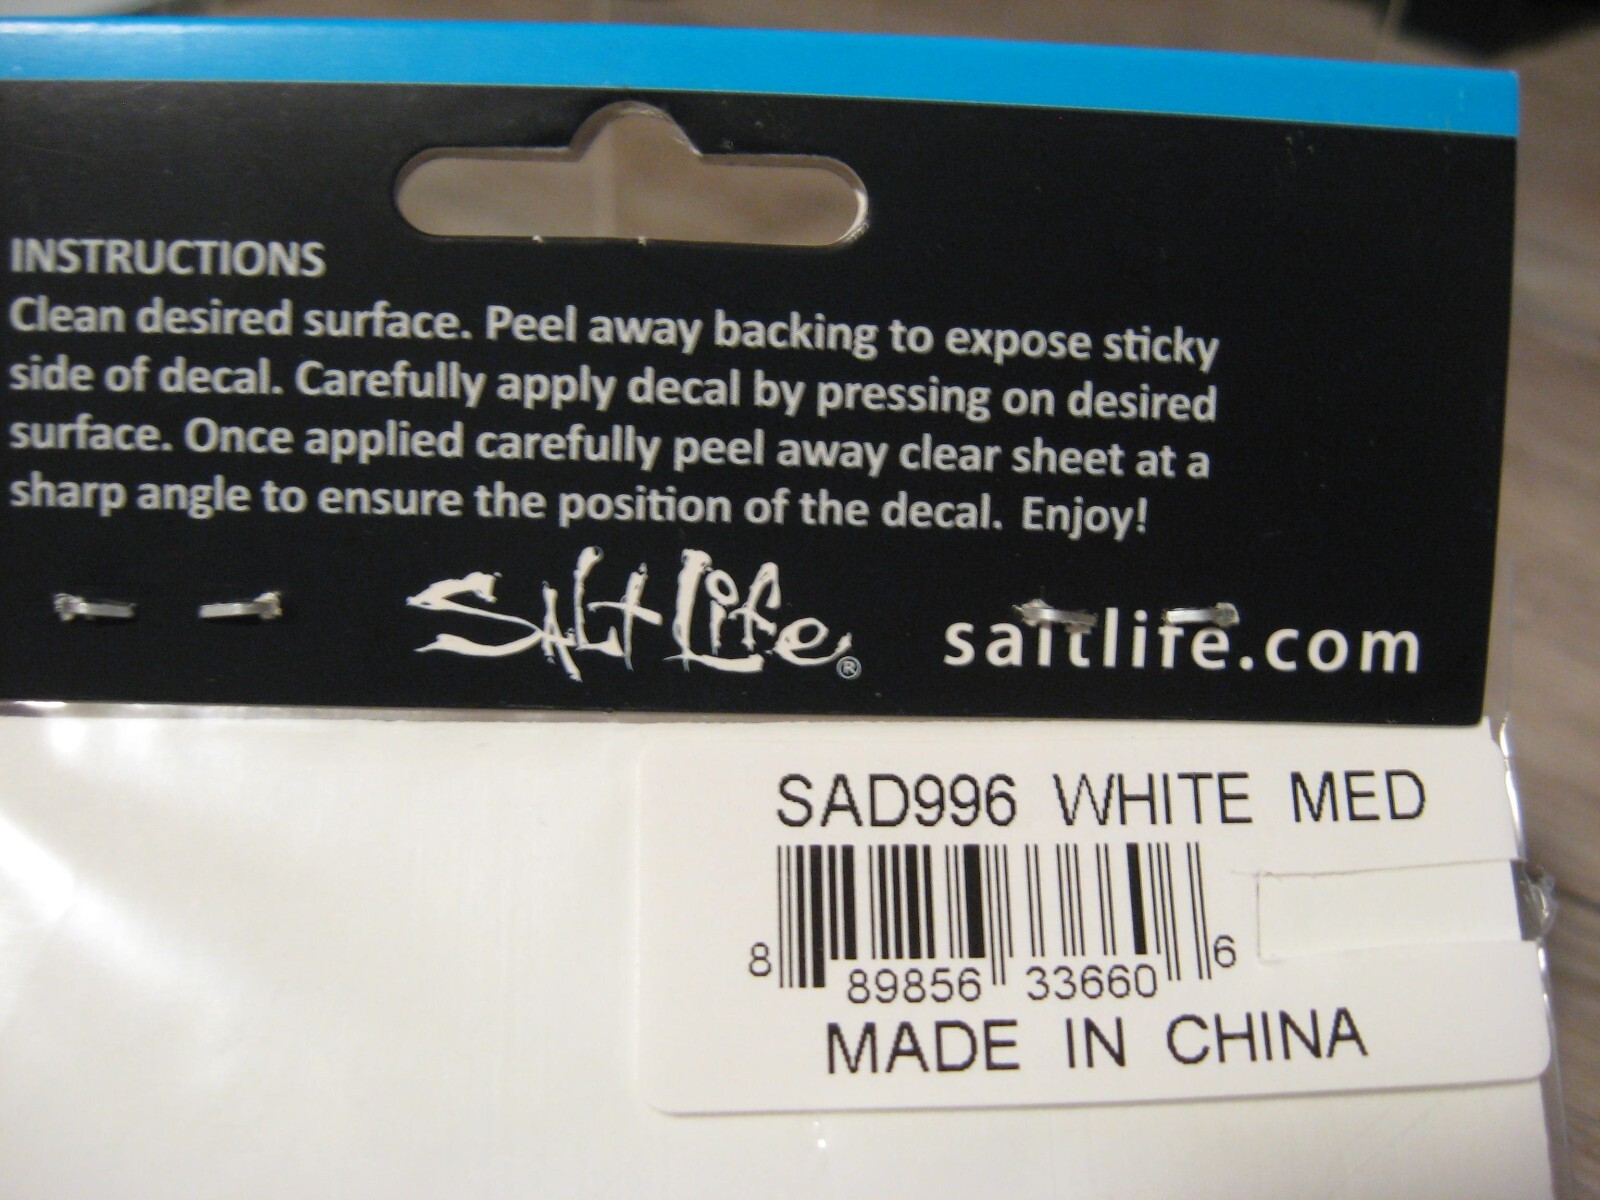 INSTRUCTIONS
Clean desired surface. Peel away backing to expose sticky
side of decal. Carefully apply decal by pressing on desired
surface. Once applied carefully peel away clear sheet at a
sharp angle to ensure the position of the decal. Enjoy!
Salt Life®
saltlife.com
SAD996 WHITE MED
8 89856 33660 6
MADE IN CHINA